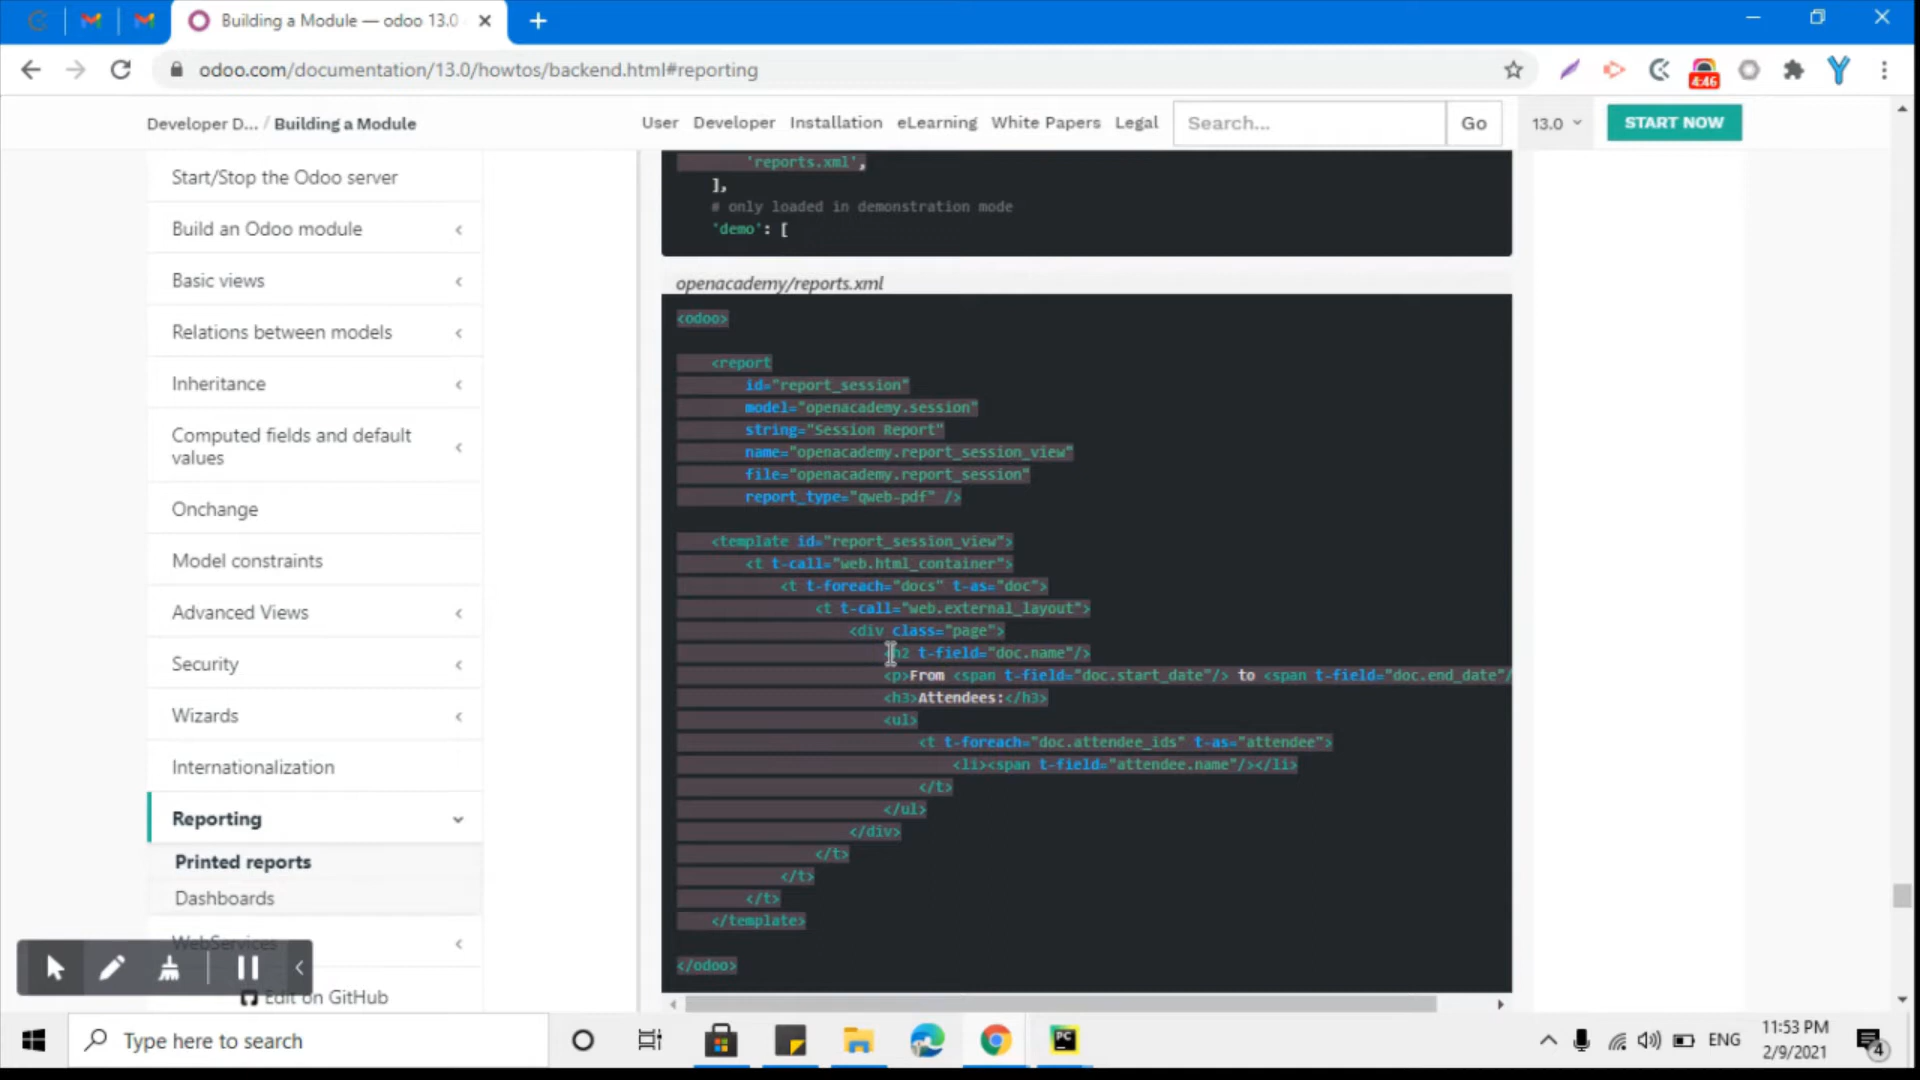 Building a Module — odoo 13.0
odoo.com/documentation/13.0/howtos/backend.html#reporting
4:46
Developer D... / Building a Module
User Developer Installation eLearning White Papers Legal
Search...
Go
13.0
START NOW
Start/Stop the Odoo server
Build an Odoo module
Basic views
Relations between models
Inheritance
Computed fields and default
values
Onchange
Model constraints
Advanced Views
Security
Wizards
Internationalization
Reporting
Printed reports
Dashboards
WebServices
Edit on GitHub
'reports.xml',
],
# only loaded in demonstration mode
'demo': [
openacademy/reports.xml
<odoo>
<report
id="report_session"
model="openacademy.session"
string="Session Report"
name="openacademy.report_session_view"
file="openacademy.report_session"
report_type="qweb-pdf" />
<template id="report_session_view">
<t t-call="web.html_container">
<t t-foreach="docs" t-as="doc">
<t t-call="web.external_layout">
<div class="page">
<h2 t-field="doc.name"/>
<p>From <span t-field="doc.start_date"/> to <span t-field="doc.end_date"/
<h3>Attendees:</h3>
<ul>
<t t-foreach="doc.attendee_ids" t-as="attendee">
<li><span t-field="attendee.name"/></li>
</t>
</ul>
</div>
</t>
</t>
</t>
</template>
</odoo>
Type here to search
PC
ENG
11:53 PM
2/9/2021
4